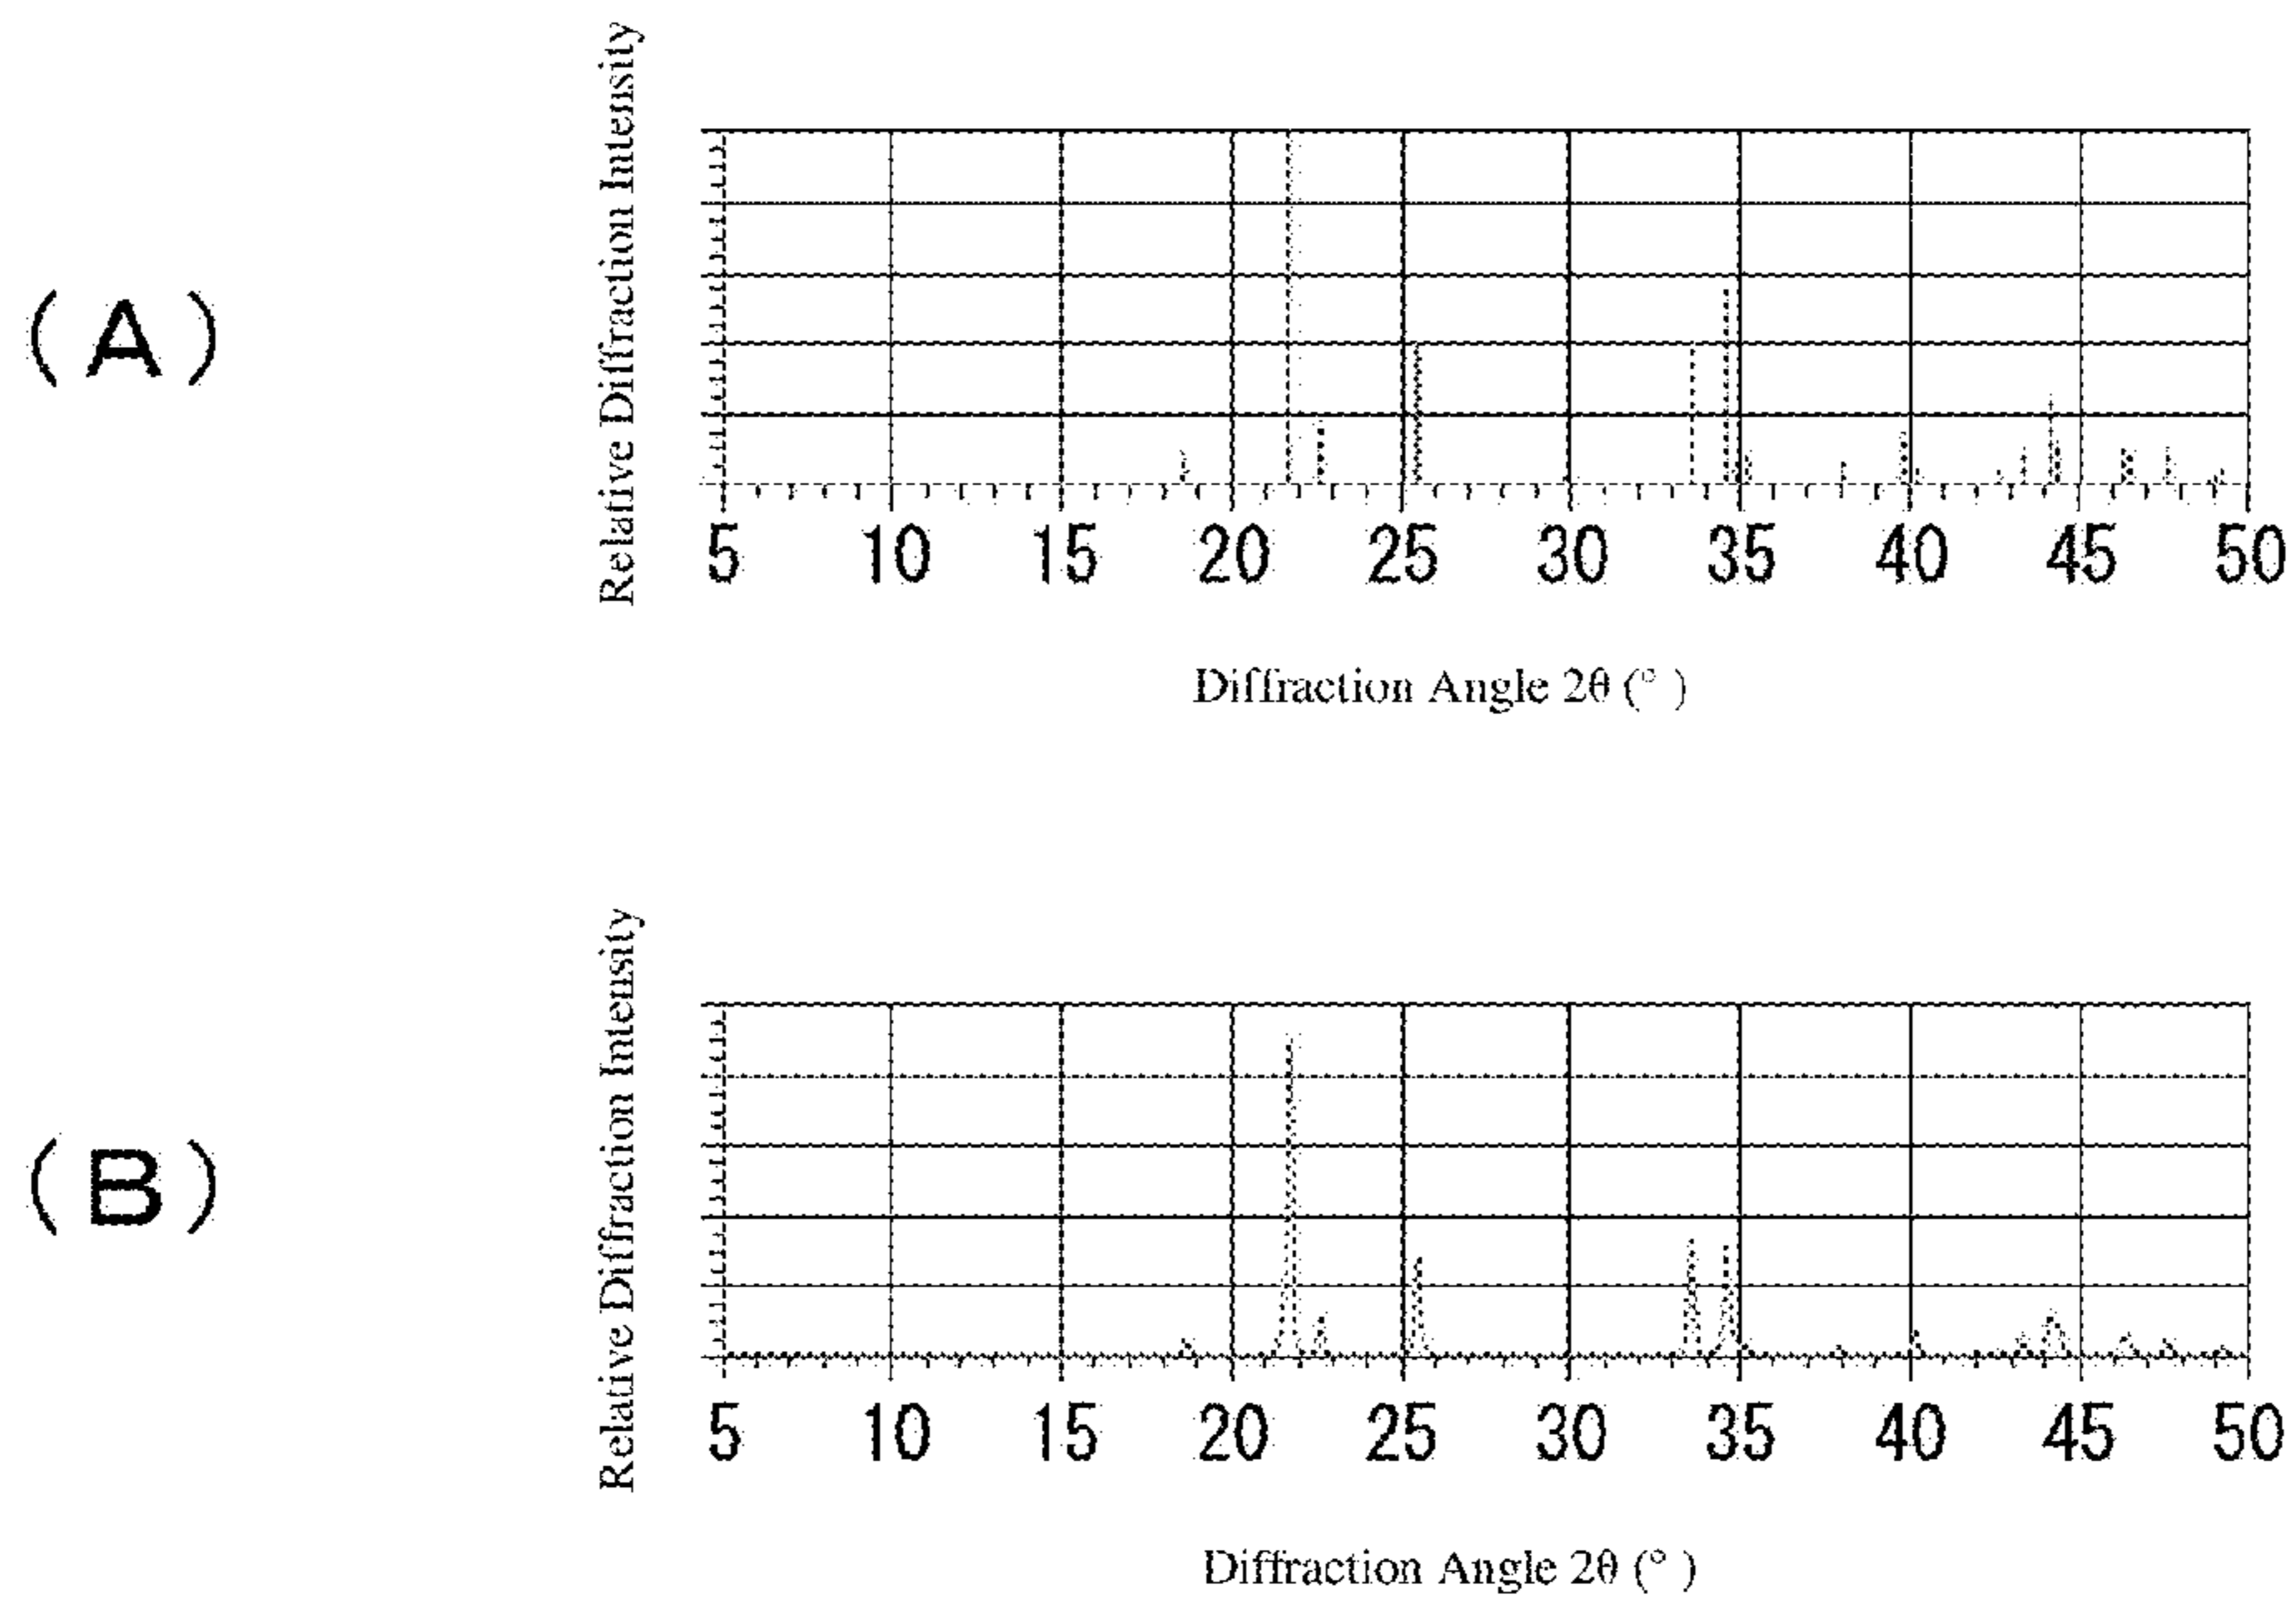 (A)
Relative Diffraction Intensity
5 10 15 20 25 30 35 40 45 50
Diffraction Angle 2θ (°)
(B)
Relative Diffraction Intensity
5 10 15 20 25 30 35 40 45 50
Diffraction Angle 2θ (°)